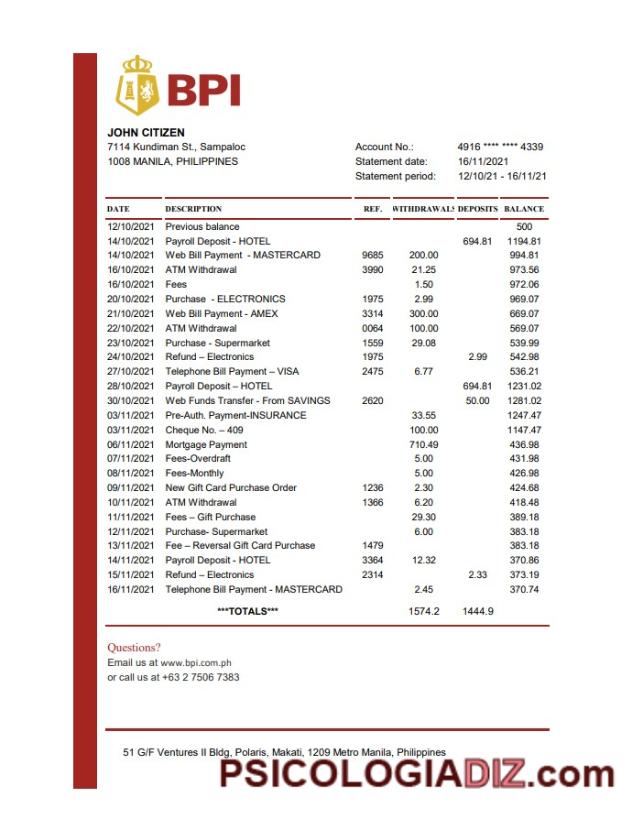 BPI
JOHN CITIZEN
7114 Kundiman St., Sampaloc Account No.: 4916 **** **** 4339
1008 MANILA, PHILIPPINES Statement date: 16/11/2021
Statement period: 12/10/21 - 16/11/21
DATE DESCRIPTION REF. WITHDRAWALS DEPOSITS BALANCE
12/10/2021 Previous balance 500
14/10/2021 Payroll Deposit - HOTEL 694.81 1194.81
14/10/2021 Web Bill Payment - MASTERCARD 9685 200.00 994.81
16/10/2021 ATM Withdrawal 3990 21.25 973.56
16/10/2021 Fees 1.50 972.06
20/10/2021 Purchase - ELECTRONICS 1975 2.99 969.07
21/10/2021 Web Bill Payment - AMEX 3314 300.00 669.07
22/10/2021 ATM Withdrawal 0064 100.00 569.07
23/10/2021 Purchase - Supermarket 1559 29.08 539.99
24/10/2021 Refund – Electronics 1975 2.99 542.98
27/10/2021 Telephone Bill Payment – VISA 2475 6.77 536.21
28/10/2021 Payroll Deposit – HOTEL 694.81 1231.02
30/10/2021 Web Funds Transfer - From SAVINGS 2620 50.00 1281.02
03/11/2021 Pre-Auth. Payment-INSURANCE 33.55 1247.47
03/11/2021 Cheque No. – 409 100.00 1147.47
06/11/2021 Mortgage Payment 710.49 436.98
07/11/2021 Fees-Overdraft 5.00 431.98
08/11/2021 Fees-Monthly 5.00 426.98
09/11/2021 New Gift Card Purchase Order 1236 2.30 424.68
10/11/2021 ATM Withdrawal 1366 6.20 418.48
11/11/2021 Fees – Gift Purchase 29.30 389.18
12/11/2021 Purchase- Supermarket 6.00 383.18
13/11/2021 Fee – Reversal Gift Card Purchase 1479 383.18
14/11/2021 Payroll Deposit - HOTEL 3364 12.32 370.86
15/11/2021 Refund – Electronics 2314 2.33 373.19
16/11/2021 Telephone Bill Payment - MASTERCARD 2.45 370.74
***TOTALS*** 1574.2 1444.9
Questions?
Email us at www.bpi.com.ph
or call us at +63 2 7506 7383
51 G/F Ventures II Bldg, Polaris, Makati, 1209 Metro Manila, Philippines
PSICOLOGIADIZ.com